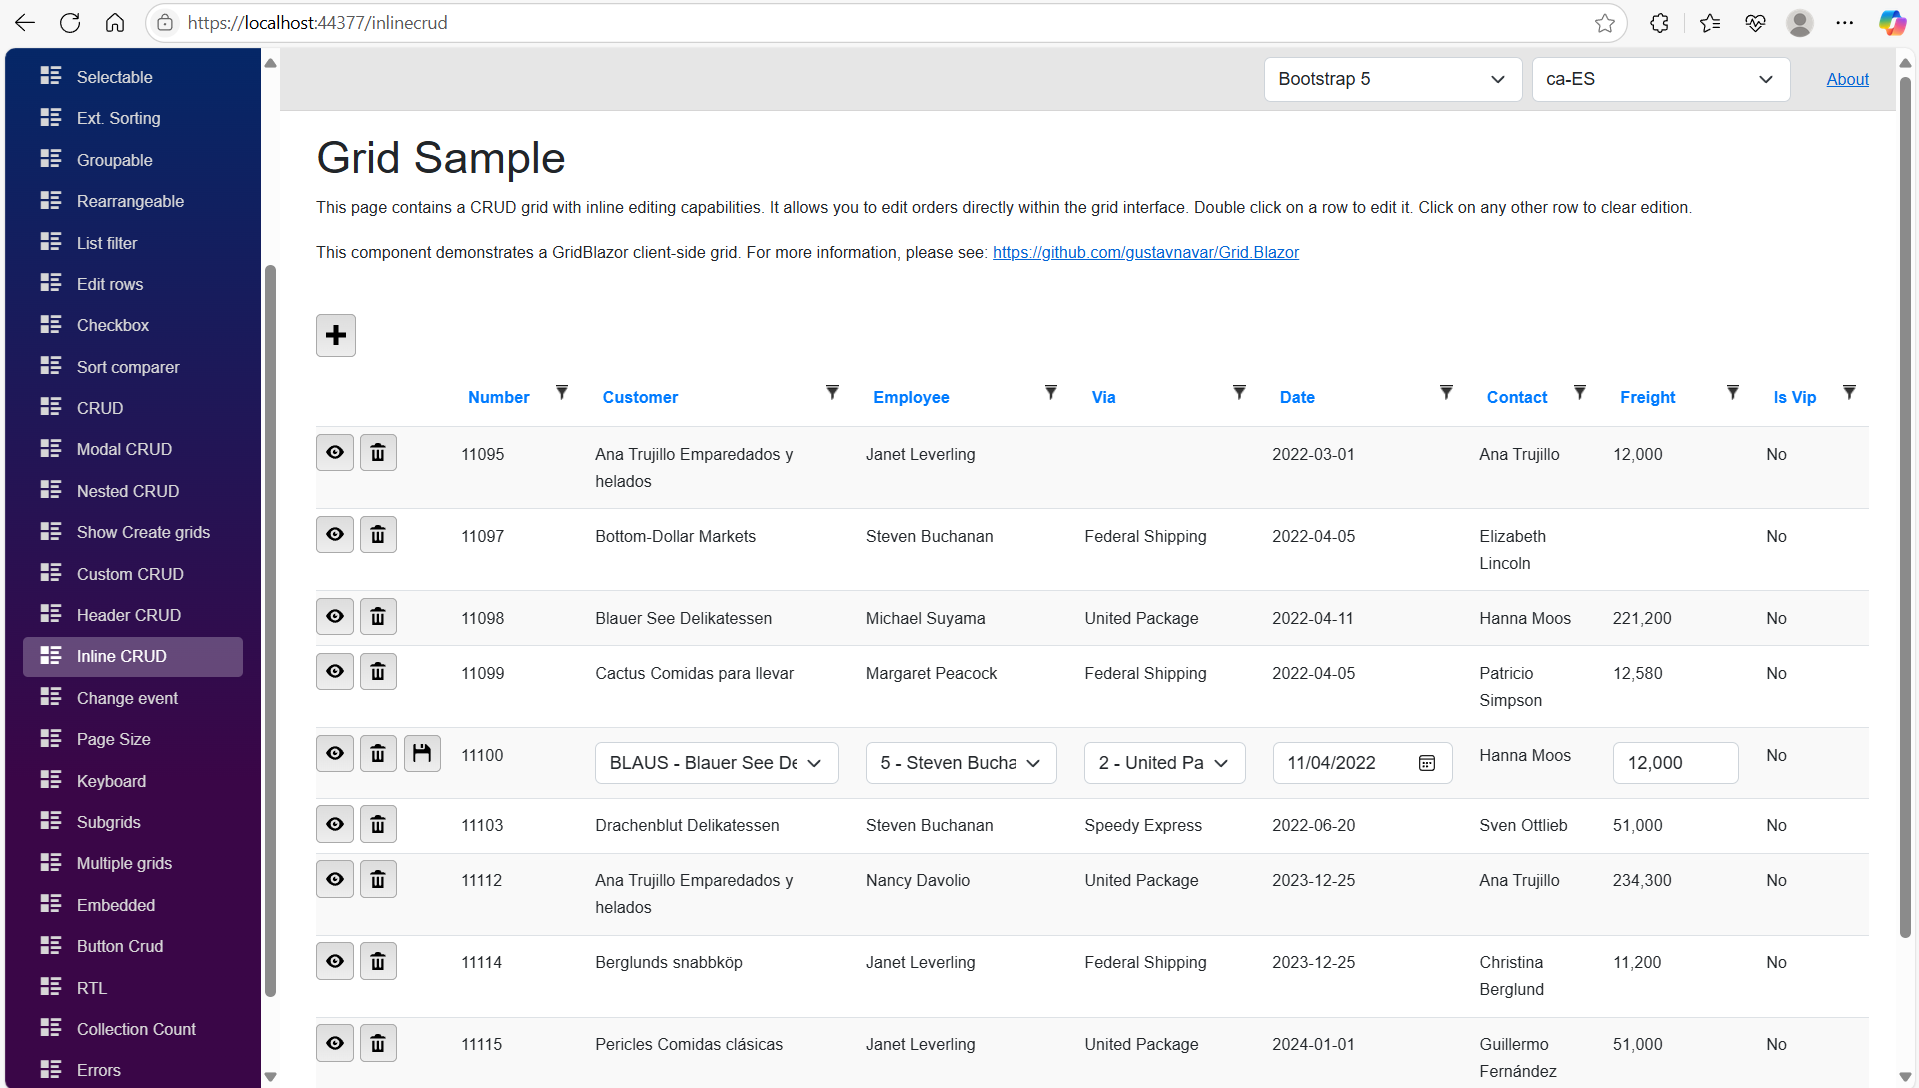 https://localhost:44377/inlinecrud
Selectable
Ext. Sorting
Groupable
Rearrangeable
List filter
Edit rows
Checkbox
Sort comparer
CRUD
Modal CRUD
Nested CRUD
Show Create grids
Custom CRUD
Header CRUD
Inline CRUD
Change event
Page Size
Keyboard
Subgrids
Multiple grids
Embedded
Button Crud
RTL
Collection Count
Errors
Bootstrap 5 ca-ES About
Grid Sample
This page contains a CRUD grid with inline editing capabilities. It allows you to edit orders directly within the grid interface. Double click on a row to edit it. Click on any other row to clear edition.
This component demonstrates a GridBlazor client-side grid. For more information, please see: https://github.com/gustavnavar/Grid.Blazor
Number Customer Employee Via Date Contact Freight Is Vip
11095 Ana Trujillo Emparedados y Janet Leverling 2022-03-01 Ana Trujillo 12,000 No
helados
11097 Bottom-Dollar Markets Steven Buchanan Federal Shipping 2022-04-05 Elizabeth No
Lincoln
11098 Blauer See Delikatessen Michael Suyama United Package 2022-04-11 Hanna Moos 221,200 No
11099 Cactus Comidas para llevar Margaret Peacock Federal Shipping 2022-04-05 Patricio 12,580 No
Simpson
11100 BLAUS - Blauer See De 5 - Steven Bucha 2 - United Pa 11/04/2022 Hanna Moos 12,000 No
11103 Drachenblut Delikatessen Steven Buchanan Speedy Express 2022-06-20 Sven Ottlieb 51,000 No
11112 Ana Trujillo Emparedados y Nancy Davolio United Package 2023-12-25 Ana Trujillo 234,300 No
helados
11114 Berglunds snabbköp Janet Leverling Federal Shipping 2023-12-25 Christina 11,200 No
Berglund
11115 Pericles Comidas clásicas Janet Leverling United Package 2024-01-01 Guillermo 51,000 No
Fernández